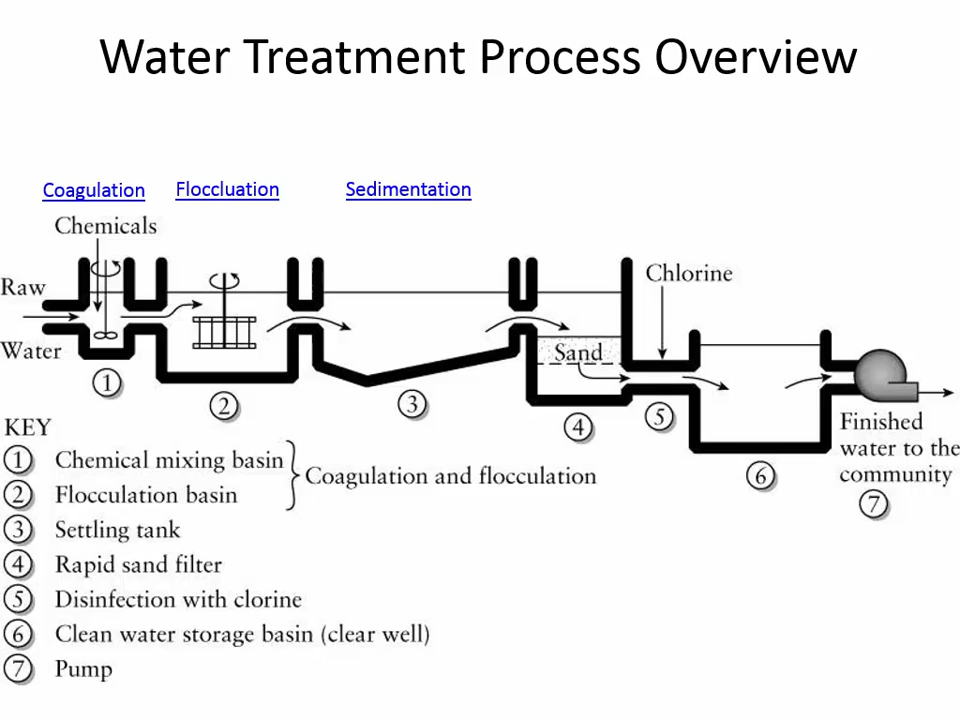 Water Treatment Process Overview
Coagulation Floccluation Sedimentation
Chemicals
Raw
Water
Chlorine
Sand
1
2
3
4
5
6
Finished
water to the
community
7
KEY
1 Chemical mixing basin
2 Flocculation basin
Coagulation and flocculation
3 Settling tank
4 Rapid sand filter
5 Disinfection with clorine
6 Clean water storage basin (clear well)
7 Pump